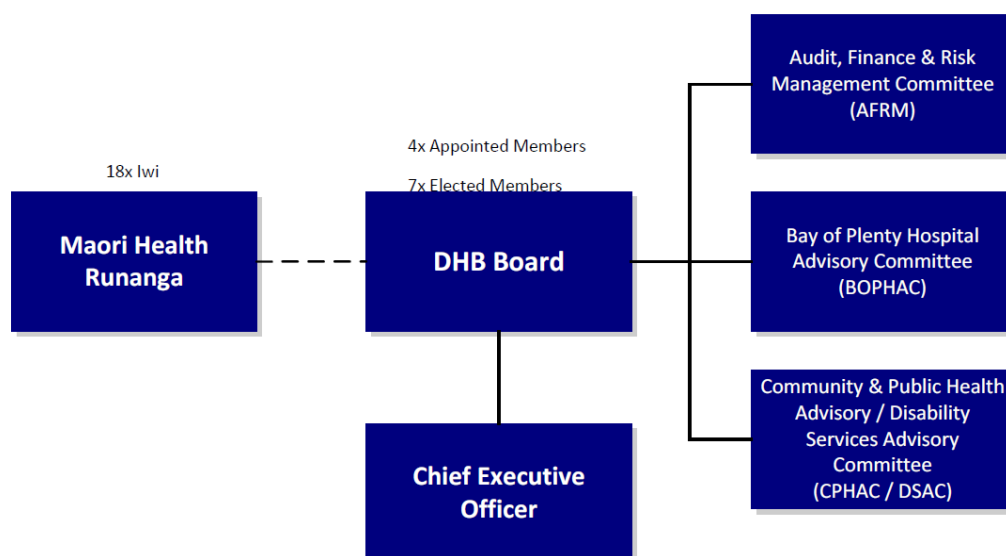 18x Iwi
Maori Health
Runanga
4x Appointed Members
7x Elected Members
DHB Board
Chief Executive
Officer
Audit, Finance & Risk
Management Committee
(AFRM)
Bay of Plenty Hospital
Advisory Committee
(BOPHAC)
Community & Public Health
Advisory / Disability
Services Advisory
Committee
(CPHAC / DSAC)